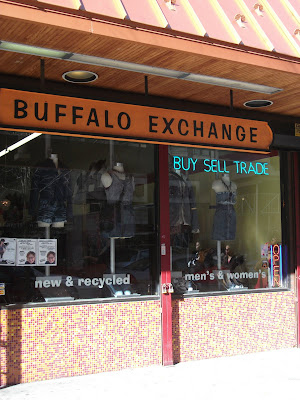 BUFFALO EXCHANGE
BUY SELL TRADE
new & recycled
men's & women's